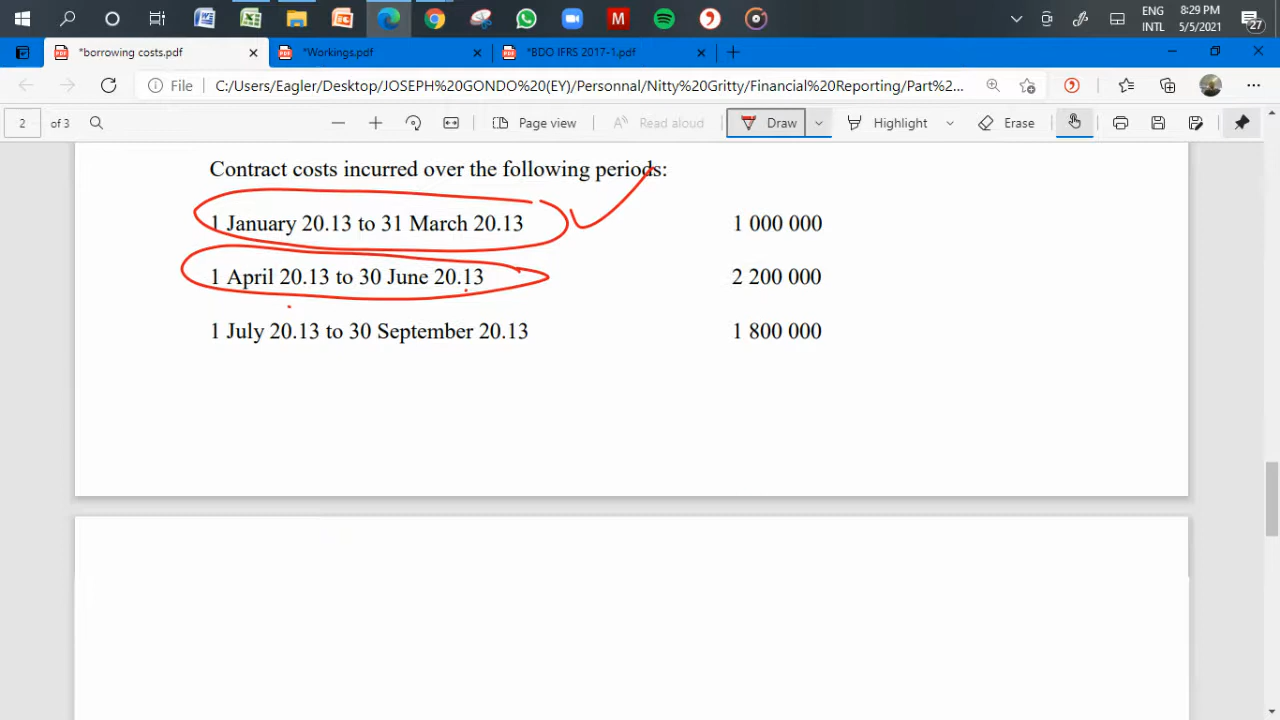 ENG
8:29 PM
INTL
5/5/2021
27
*borrowing costs.pdf
*Workings.pdf
*BDO IFRS 2017-1.pdf
File
C:/Users/Eagler/Desktop/JOSEPH%20GONDO%20(EY)/Personnal/Nitty%20Gritty/Financial%20Reporting/Part%2...
2
of 3
Page view
Read aloud
Draw
Highlight
Erase
Contract costs incurred over the following periods:
1 January 20.13 to 31 March 20.13 1 000 000
1 April 20.13 to 30 June 20.13 2 200 000
1 July 20.13 to 30 September 20.13 1 800 000